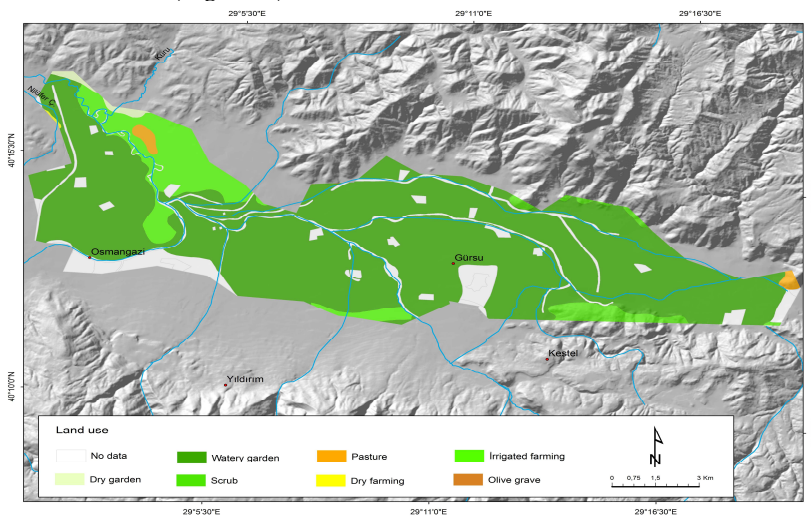 29°5'30"E 29°11'0"E 29°16'30"E
Kuru
Nilüfer Ç.
40°15'30"N
Osmangazi
Gürsu
Kestel
Yıldırım
40°10'0"N
Land use
No data Watery garden Pasture İrrigated farming
Dry garden Scrub Dry farming Olive grave
N
0 0,75 1,5 3 Km
29°5'30"E 29°11'0"E 29°16'30"E